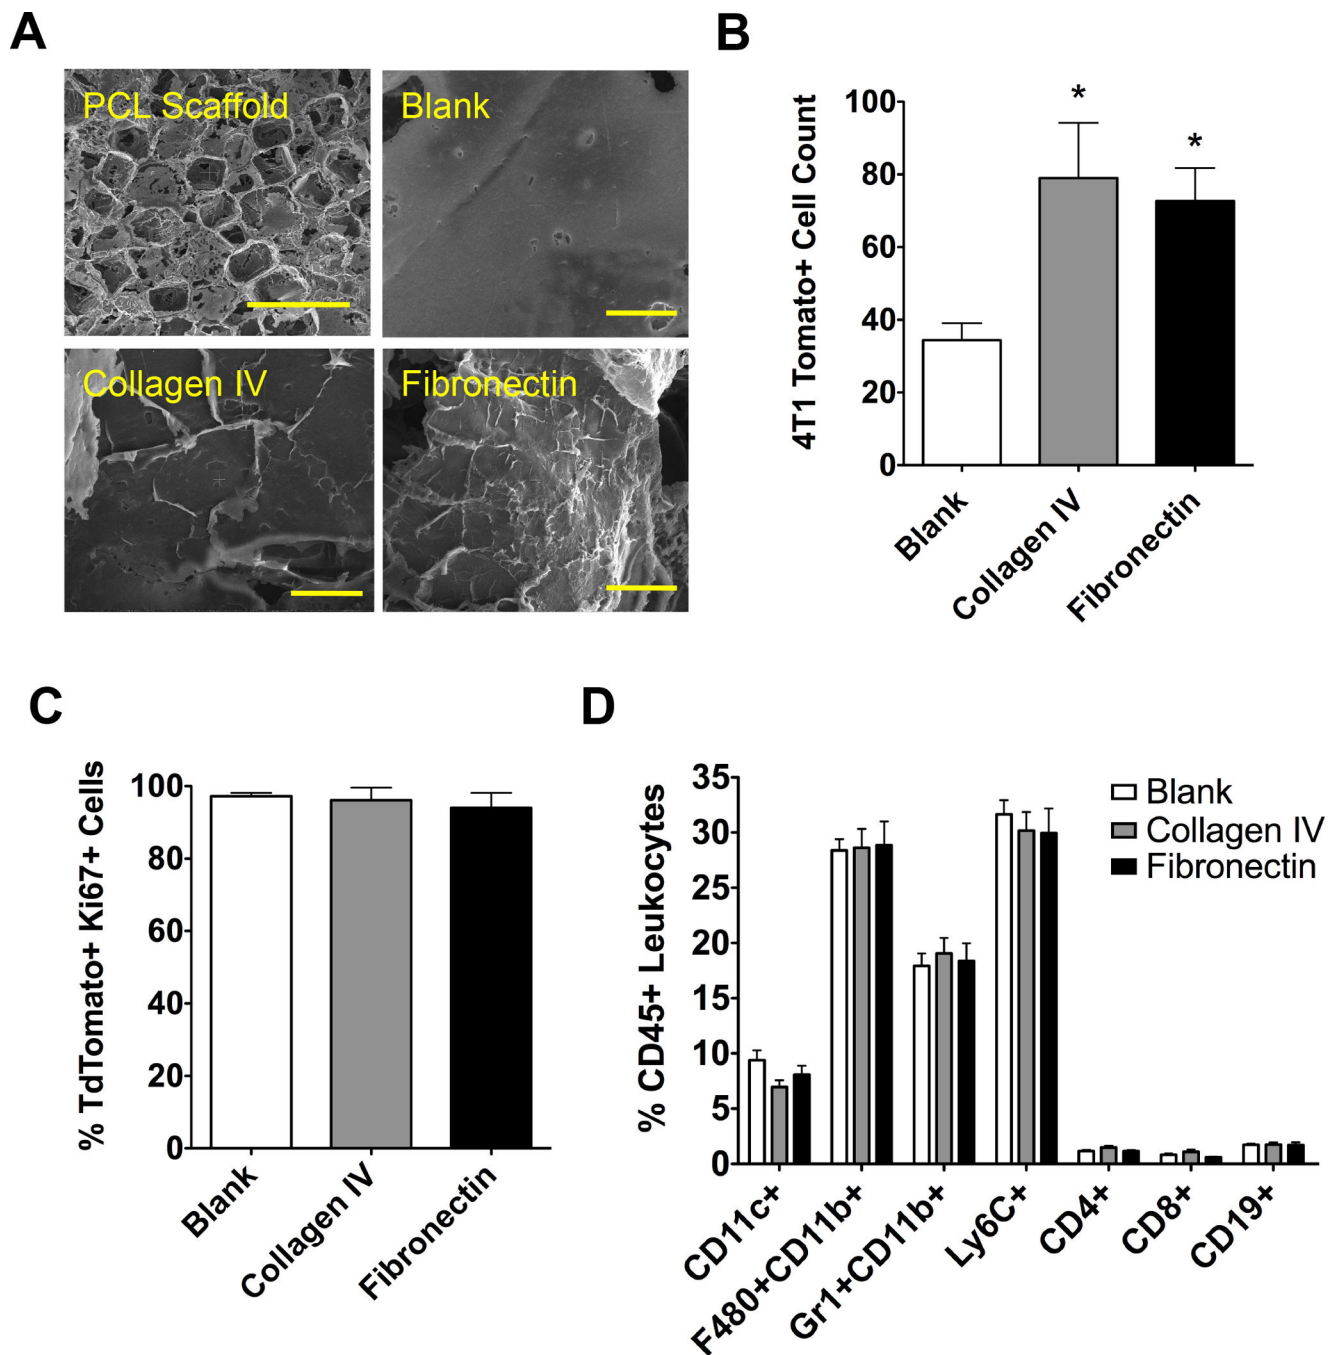 A
PCL Scaffold
Blank
Collagen IV
Fibronectin
B
4T1 Tomato+ Cell Count
100
80
60
40
20
0
*
*
Blank
Collagen IV
Fibronectin
C
% TdTomato+ Ki67+ Cells
100
80
60
40
20
0
Blank
Collagen IV
Fibronectin
D
% CD45+ Leukocytes
35
30
25
20
15
10
5
0
Blank
Collagen IV
Fibronectin
CD11c+
F480+CD11b+
Gr1+CD11b+
Ly6C+
CD4+
CD8+
CD19+